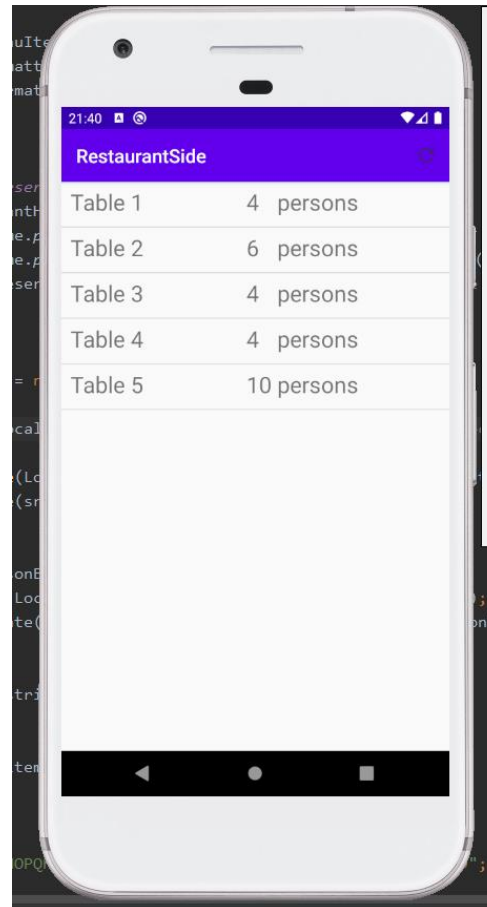 21:40
RestaurantSide
Table 1 4 persons
Table 2 6 persons
Table 3 4 persons
Table 4 4 persons
Table 5 10 persons